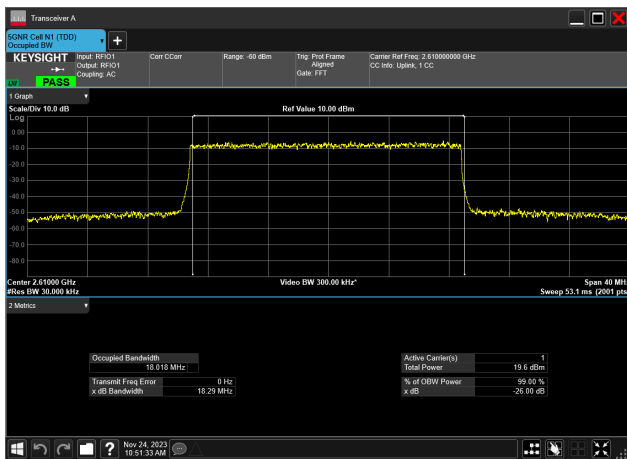 Transceiver A
5GNR Cell N1 (TDD)
Occupied BW
KEYSIGHT
LV
PASS
Input: RFIO1
Output: RFIO1
Coupling: AC
Corr CCorr
Range: -60 dBm
Trig: Prot Frame
Aligned
Gate: FFT
Carrier Ref Freq: 2.610000000 GHz
CC Info: Uplink, 1 CC
1 Graph
Scale/Div 10.0 dB
Ref Value 10.00 dBm
Log
0.00
-10.0
-20.0
-30.0
-40.0
-50.0
-60.0
-70.0
-80.0
Center 2.61000 GHz
Video BW 300.00 kHz*
Span 40 MHz
#Res BW 30.000 kHz
Sweep 53.1 ms (2001 pts
2 Metrics
Occupied Bandwidth
18.018 MHz
Transmit Freq Error 0 Hz
x dB Bandwidth 18.29 MHz
Active Carrier(s) 1
Total Power 19.6 dBm
% of OBW Power 99.00 %
x dB -26.00 dB
Nov 24, 2023
10:51:33 AM